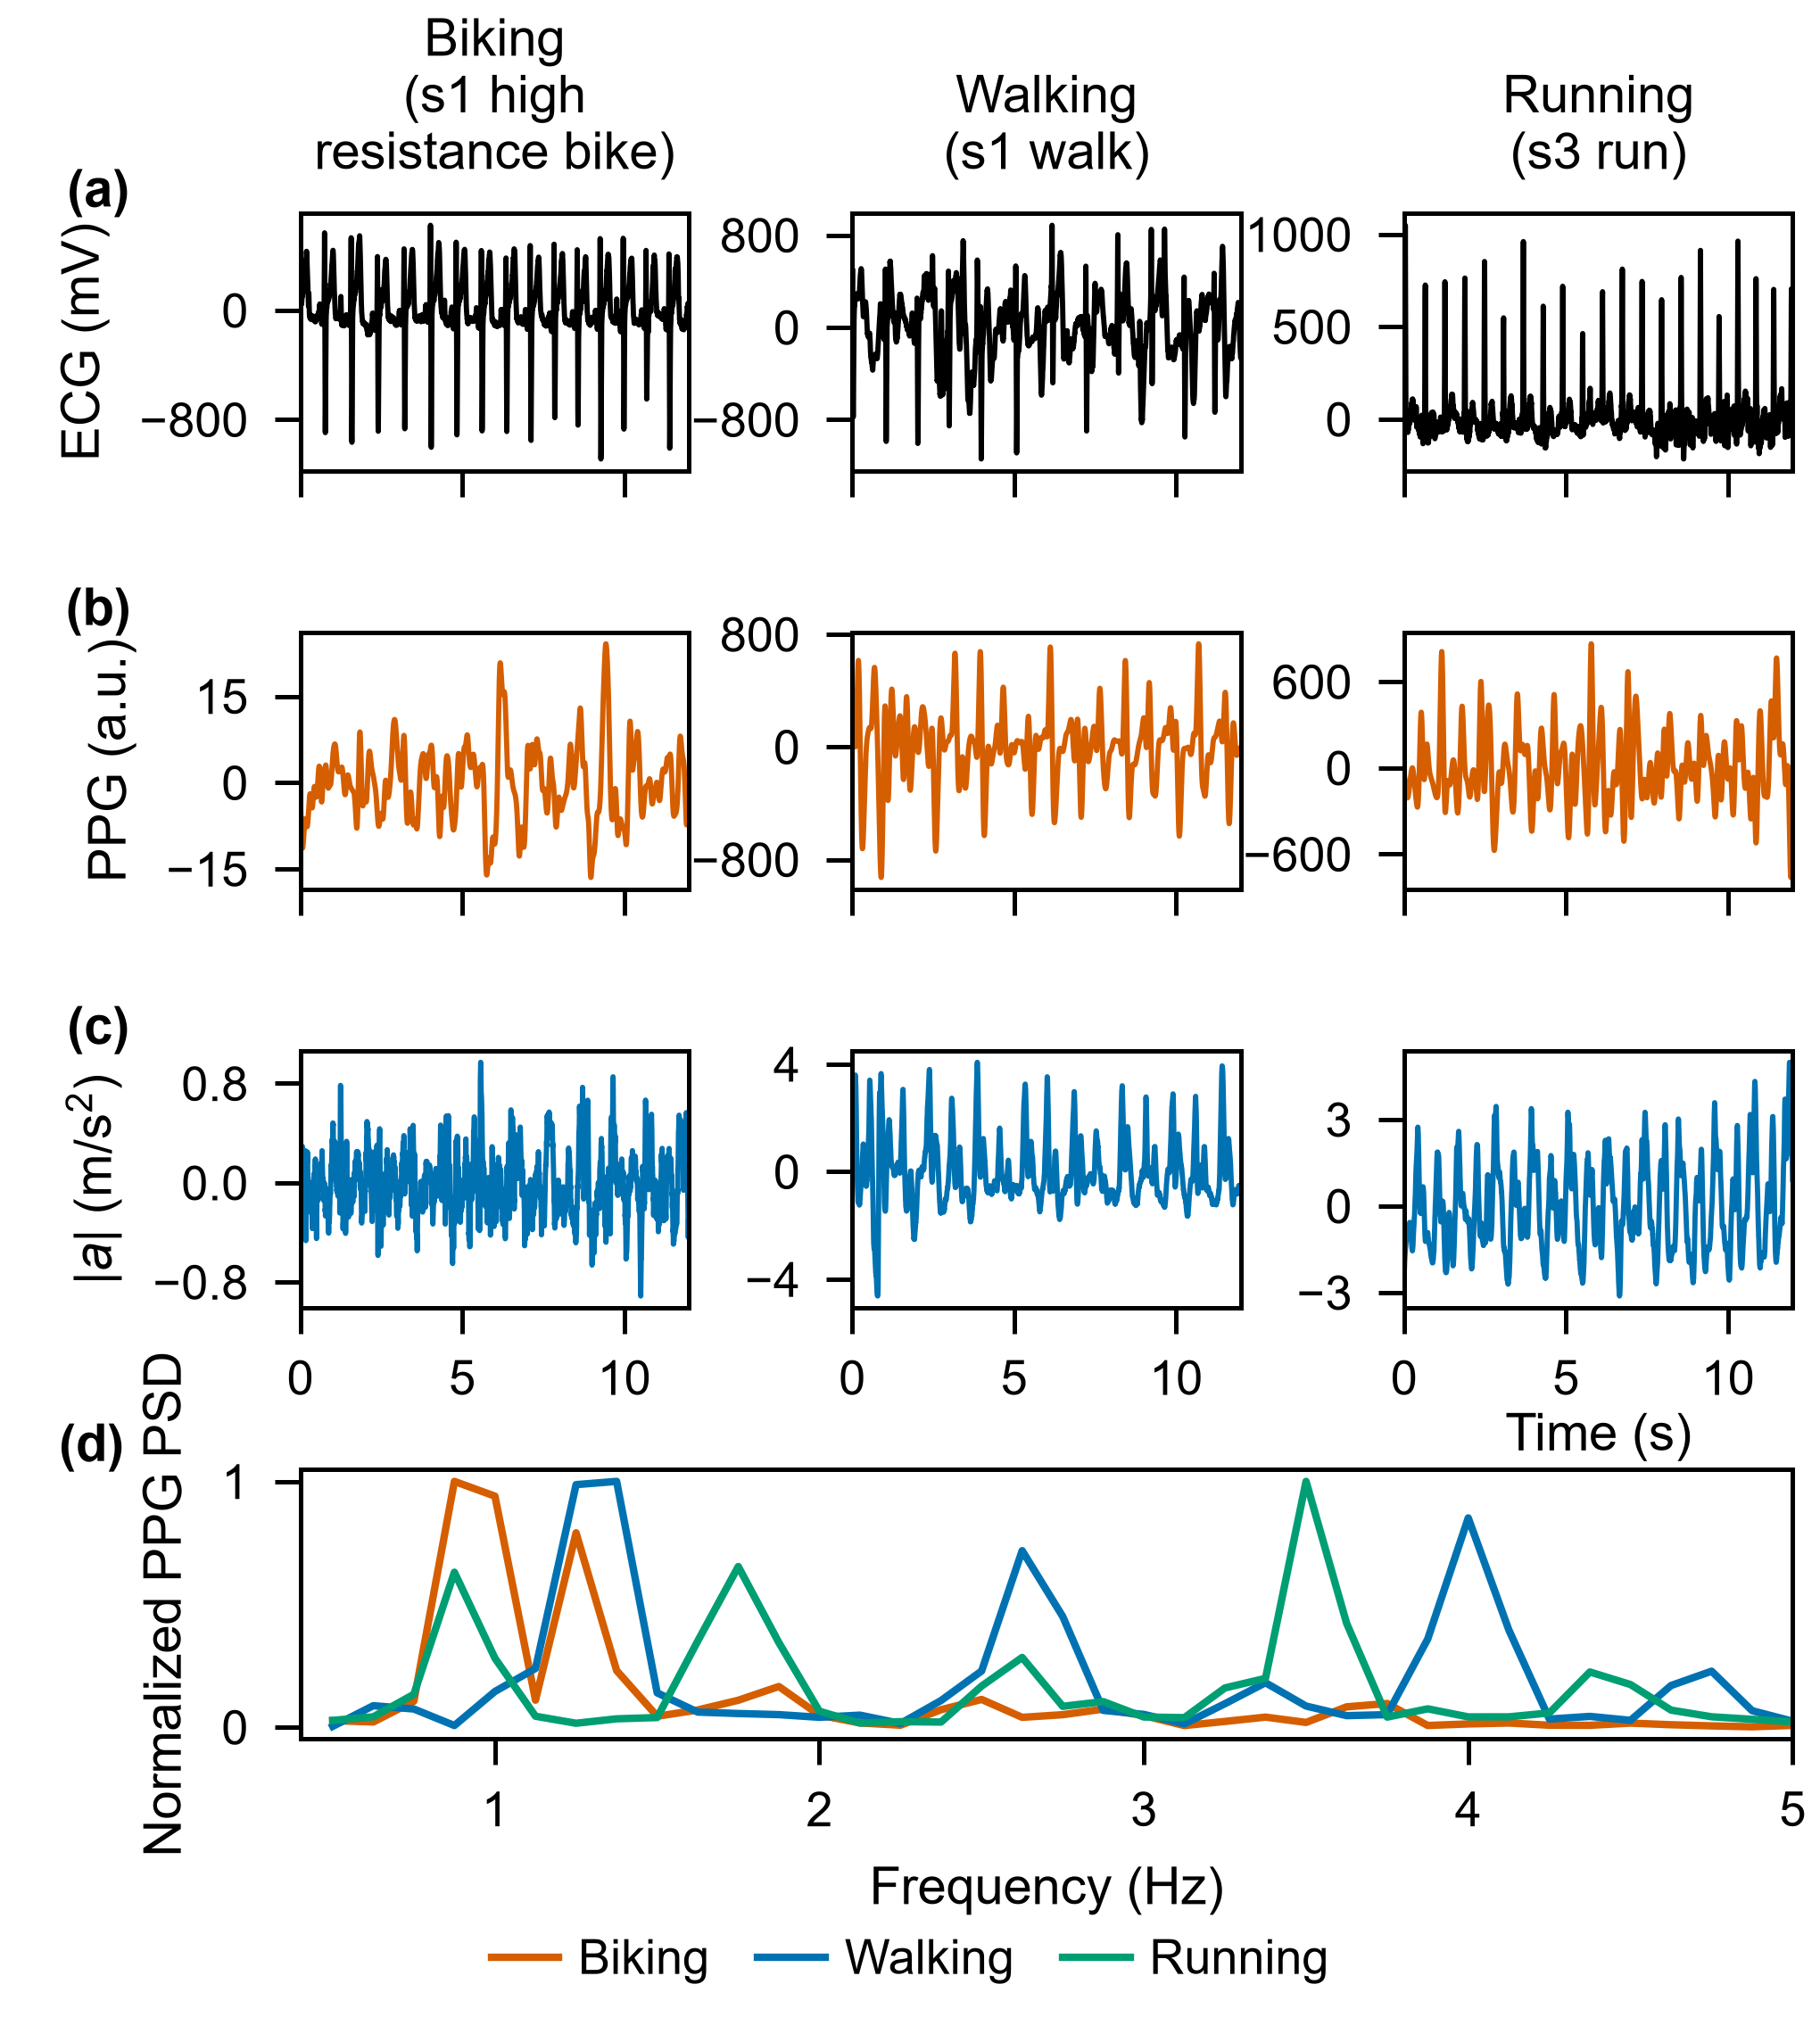 Biking
(s1 high
resistance bike)
Walking
(s1 walk)
Running
(s3 run)
(a)
ECG (mV)
0
−800
800
0
−800
1000
500
0
(b)
PPG (a.u.)
15
0
−15
800
0
−800
600
0
−600
(c)
|a| (m/s²)
0.8
0.0
−0.8
4
0
−4
3
0
−3
0 5 10
0 5 10
0 5 10
Time (s)
(d)
Normalized PPG PSD
1
0
1 2 3 4 5
Frequency (Hz)
Biking Walking Running